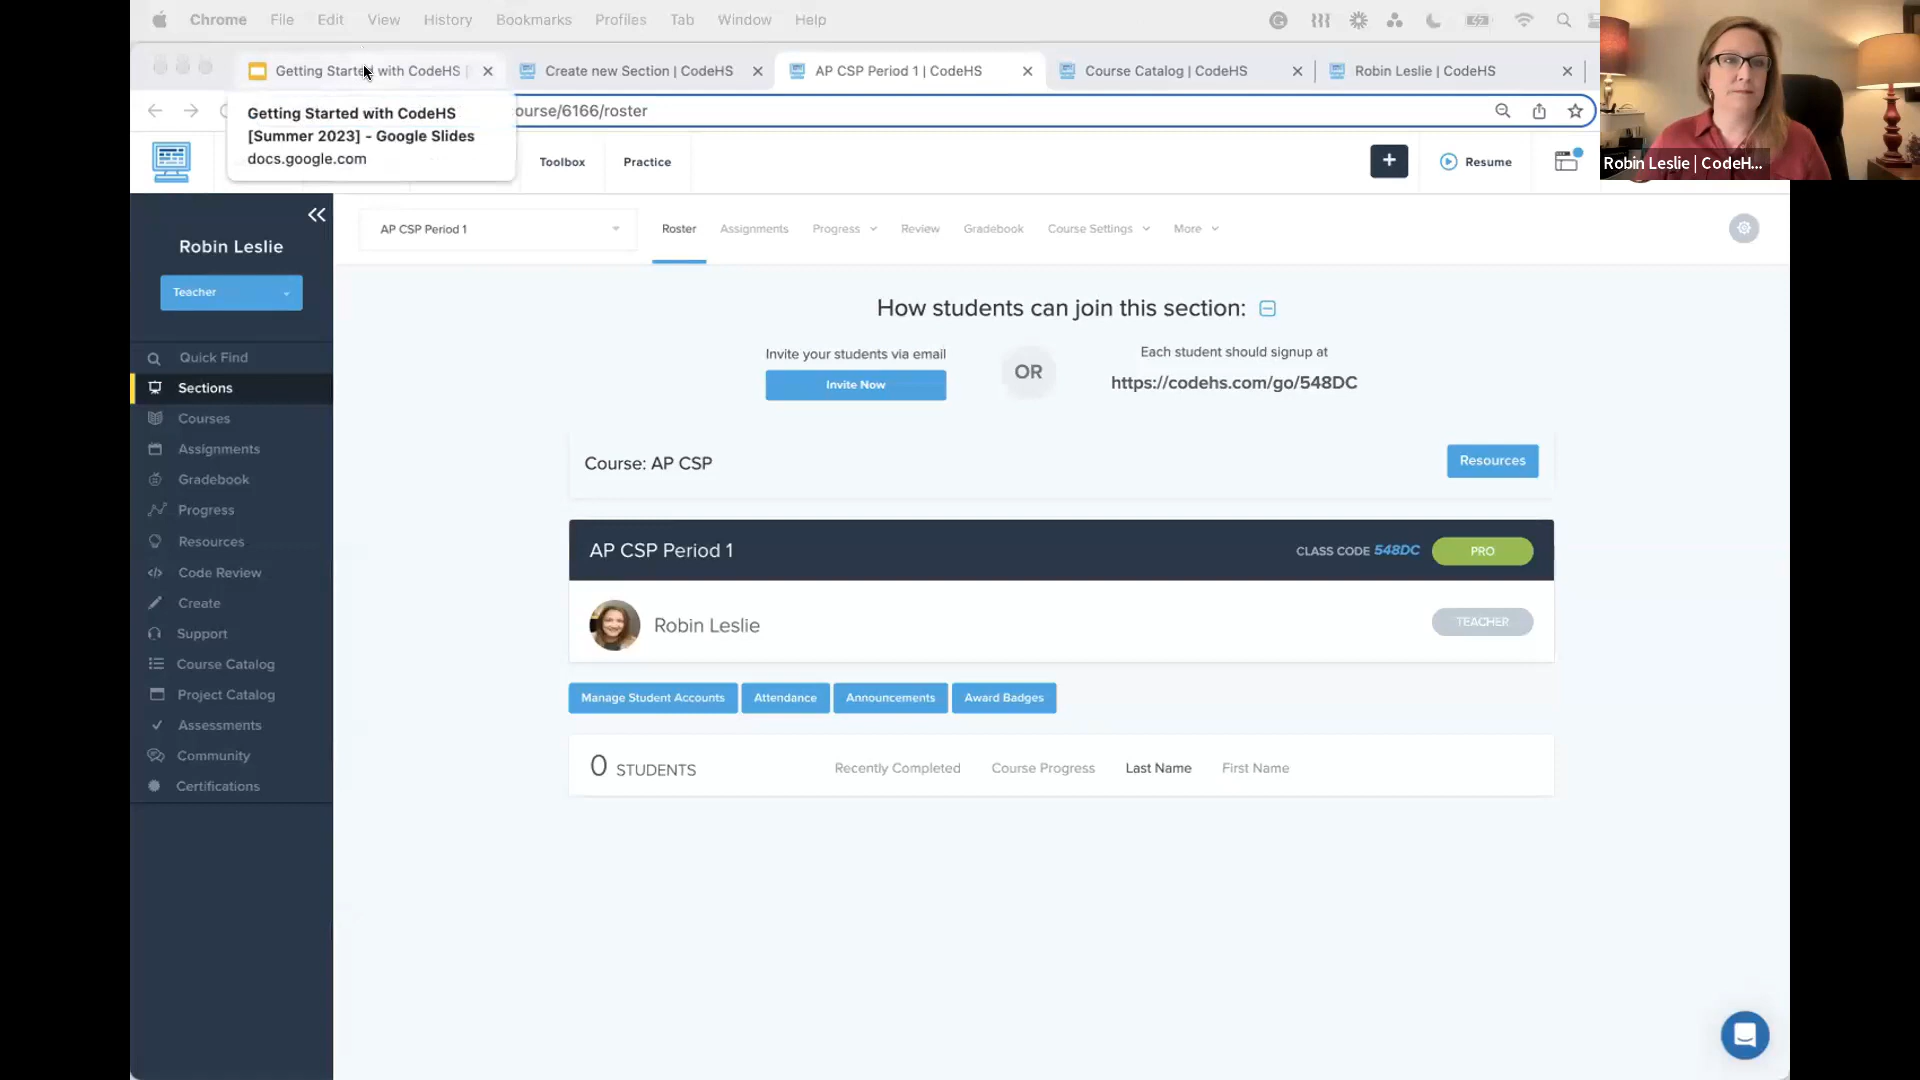 Chrome File Edit View History Bookmarks Profiles Tab Window Help
Getting Started with CodeHS [
Create new Section | CodeHS
AP CSP Period 1 | CodeHS
Course Catalog | CodeHS
Robin Leslie | CodeHS
Getting Started with CodeHS
[Summer 2023] - Google Slides
docs.google.com
ourse/6166/roster
Toolbox
Practice
+
Resume
Robin Leslie | CodeH...
Robin Leslie
Teacher
Quick Find
Sections
Courses
Assignments
Gradebook
Progress
Resources
Code Review
Create
Support
Course Catalog
Project Catalog
Assessments
Community
Certifications
AP CSP Period 1
Roster Assignments Progress Review Gradebook Course Settings More
How students can join this section:
Invite your students via email
Invite Now
OR
Each student should signup at
https://codehs.com/go/548DC
Course: AP CSP
Resources
AP CSP Period 1
CLASS CODE 548DC
PRO
Robin Leslie
TEACHER
Manage Student Accounts
Attendance
Announcements
Award Badges
0 STUDENTS
Recently Completed
Course Progress
Last Name
First Name